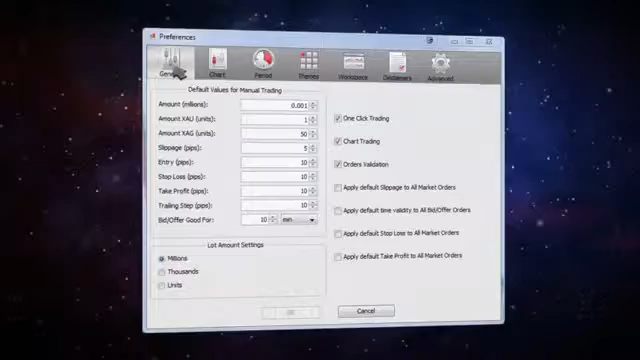 Preferences
General Chart Period Themes Workspace Disclaimers Advanced
Default Values for Manual Trading
Amount (millions): 0.001
Amount XAU (units): 1
Amount XAG (units): 50
Slippage (pips): 5
Entry (pips): 10
Stop Loss (pips): 10
Take Profit (pips): 10
Trailing Step (pips): 10
Bid/Offer Good For: 10 min
One Click Trading
Chart Trading
Orders Validation
Apply default Slippage to All Market Orders
Apply default time validity to All Bid/Offer Orders
Apply default Stop Loss to All Market Orders
Apply default Take Profit to All Market Orders
Lot Amount Settings
Millions
Thousands
Units
Cancel